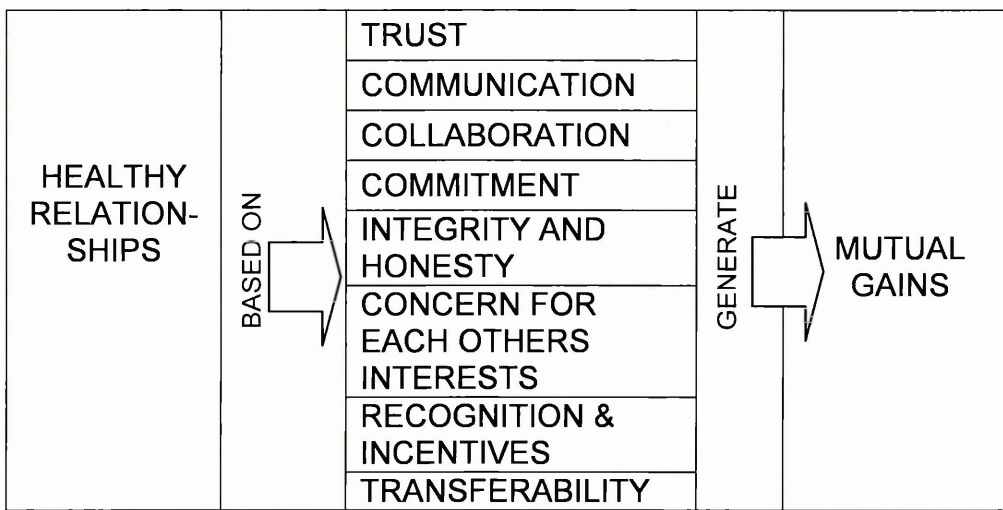 HEALTHY
RELATION-
SHIPS
BASED ON
TRUST
COMMUNICATION
COLLABORATION
COMMITMENT
INTEGRITY AND
HONESTY
CONCERN FOR
EACH OTHERS
INTERESTS
RECOGNITION &
INCENTIVES
TRANSFERABILITY
GENERATE
MUTUAL
GAINS